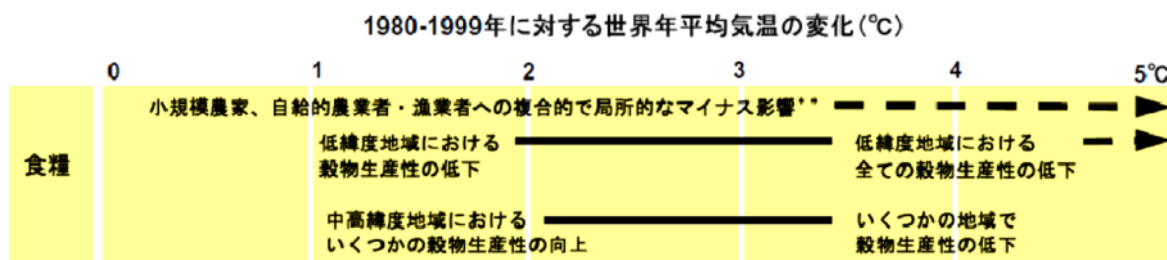 1980-1999年に対する世界年平均気温の変化(℃)
0 1 2 3 4 5℃
小規模農家、自給的農業者・漁業者への複合的で局所的なマイナス影響**
食糧
低緯度地域における
穀物生産性の低下
低緯度地域における
全ての穀物生産性の低下
中高緯度地域における
いくつかの穀物生産性の向上
いくつかの地域で
穀物生産性の低下